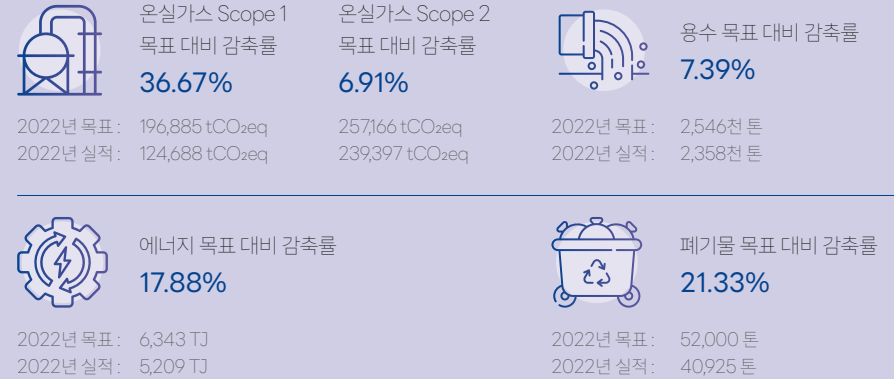 온실가스 Scope 1
목표 대비 감축률
36.67%
온실가스 Scope 2
목표 대비 감축률
6.91%
2022년 목표 : 196,885 tCO₂eq 257,166 tCO₂eq
2022년 실적 : 124,688 tCO₂eq 239,397 tCO₂eq
용수 목표 대비 감축률
7.39%
2022년 목표 : 2,546천 톤
2022년 실적 : 2,358천 톤
에너지 목표 대비 감축률
17.88%
2022년 목표 : 6,343 TJ
2022년 실적 : 5,209 TJ
폐기물 목표 대비 감축률
21.33%
2022년 목표 : 52,000 톤
2022년 실적 : 40,925 톤